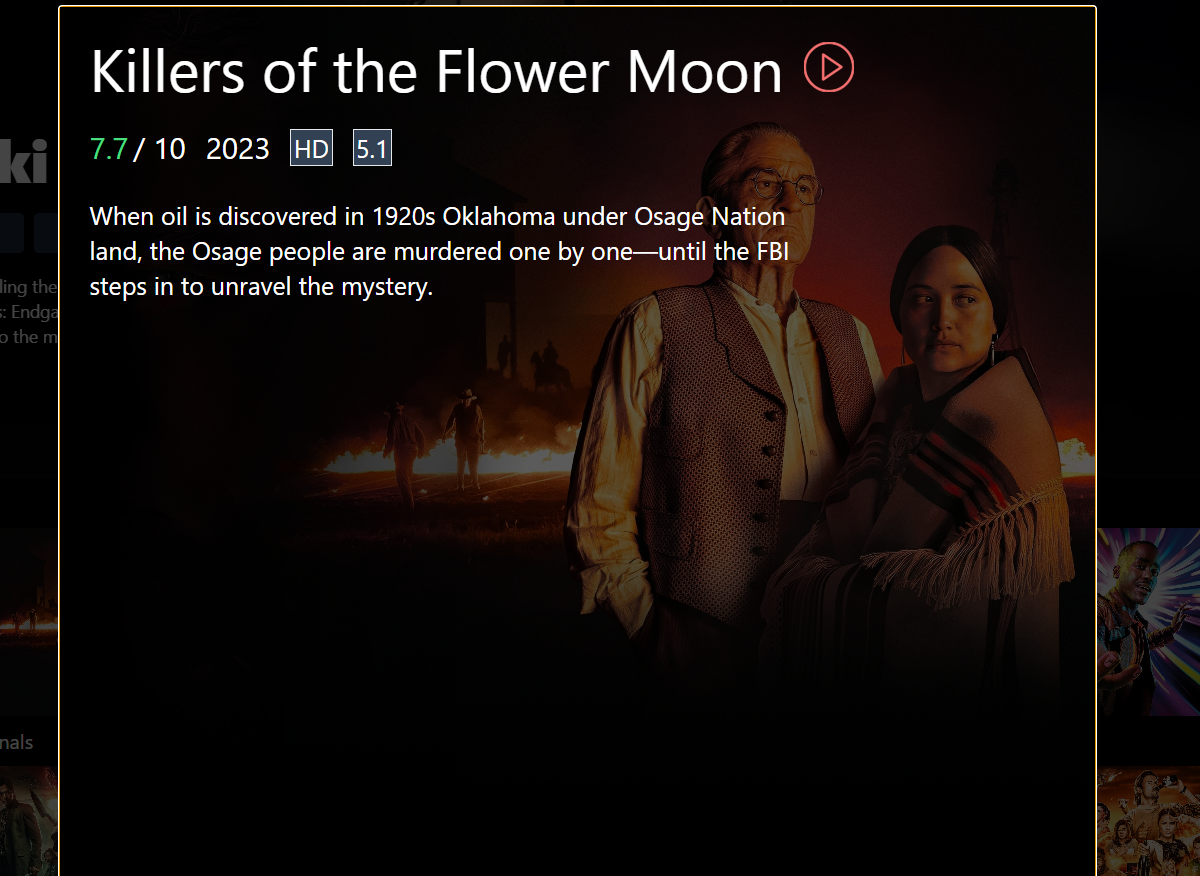 Killers of the Flower Moon
7.7/ 10 2023 HD 5.1
ki
When oil is discovered in 1920s Oklahoma under Osage Nation
land, the Osage people are murdered one by one—until the FBI
steps in to unravel the mystery.
ding the
s: Endga
o the m
nals